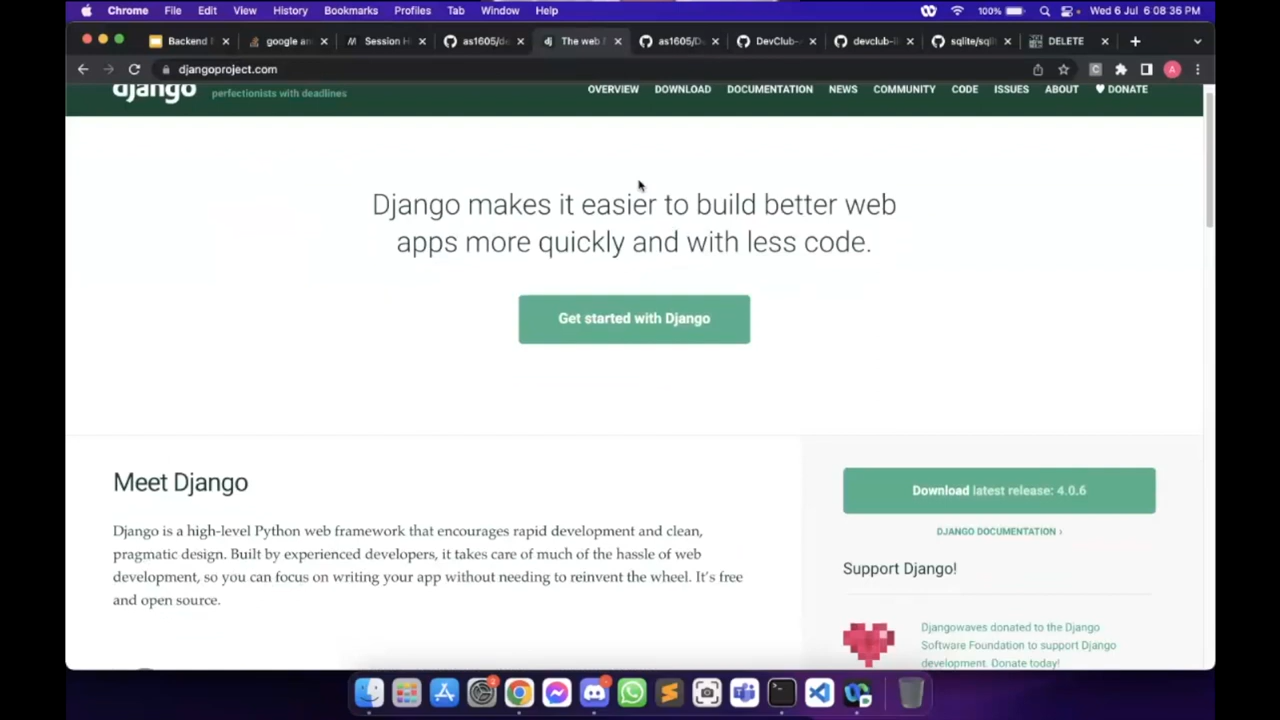 Chrome File Edit View History Bookmarks Profiles Tab Window Help 100% Wed 6 Jul 6 08 36 PM
Backend google an Session H as1605/de The web f as1605/D DevClub- devclub-i sqlite/sqli DELETE
djangoproject.com A
django perfectionists with deadlines OVERVIEW DOWNLOAD DOCUMENTATION NEWS COMMUNITY CODE ISSUES ABOUT ♥ DONATE
Django makes it easier to build better web
apps more quickly and with less code.
Get started with Django
Meet Django
Django is a high-level Python web framework that encourages rapid development and clean,
pragmatic design. Built by experienced developers, it takes care of much of the hassle of web
development, so you can focus on writing your app without needing to reinvent the wheel. It’s free
and open source.
Download latest release: 4.0.6
DJANGO DOCUMENTATION ›
Support Django!
Djangowaves donated to the Django
Software Foundation to support Django
development. Donate today!